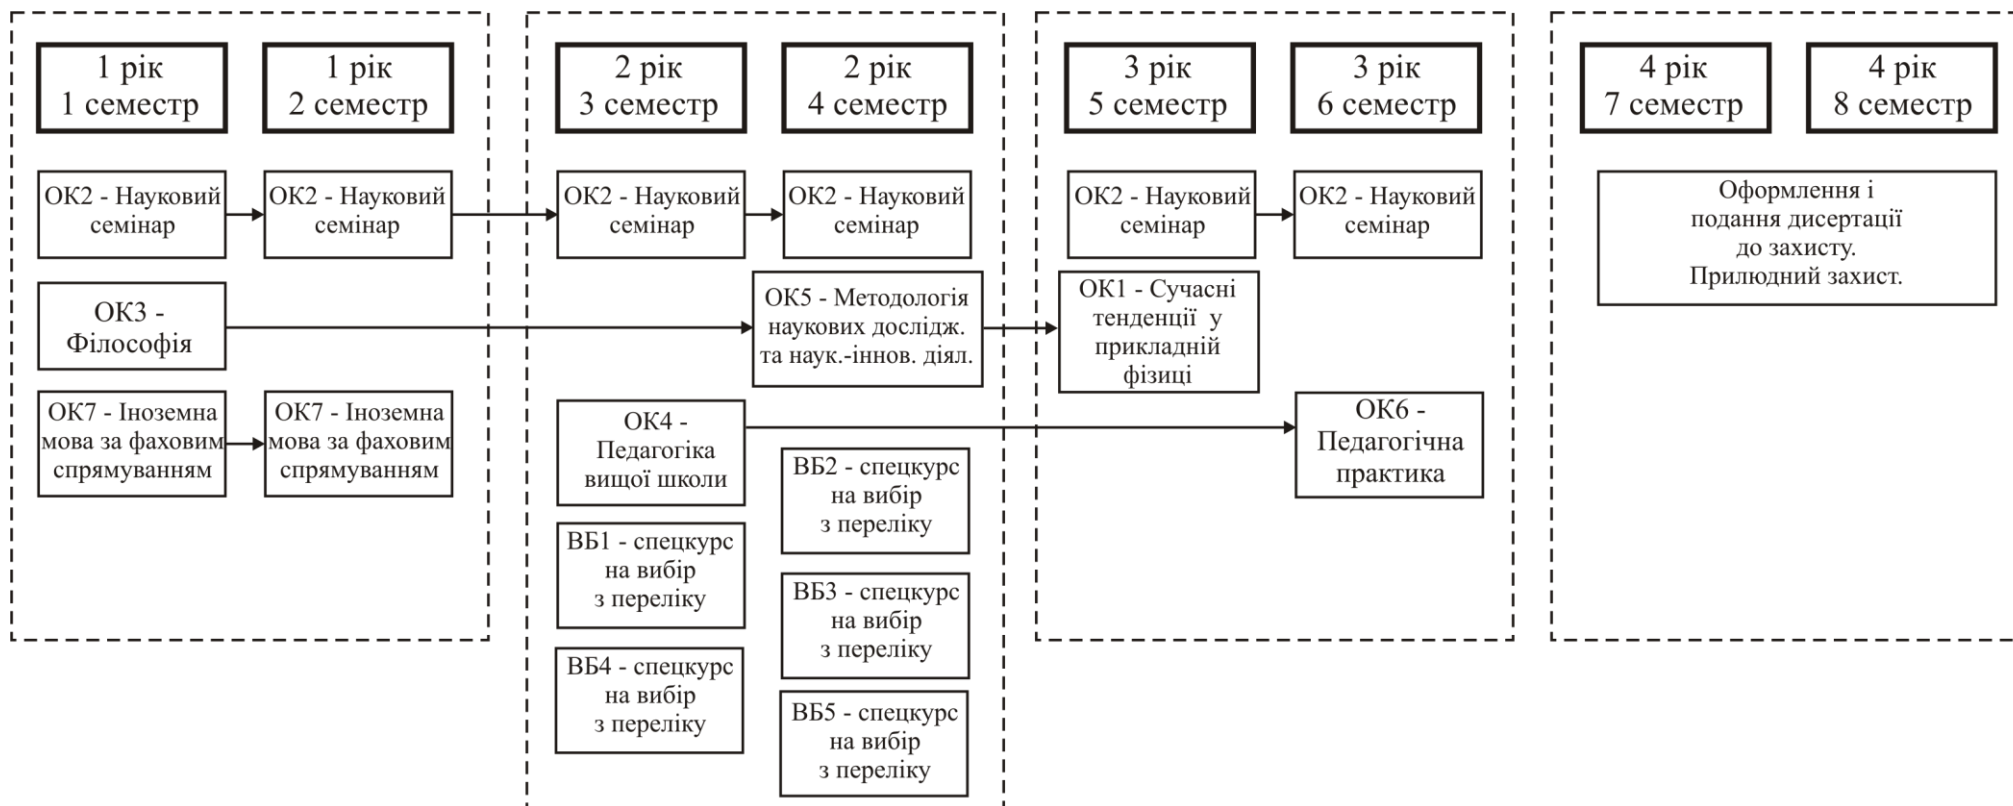 1 рік
1 семестр
1 рік
2 семестр
2 рік
3 семестр
2 рік
4 семестр
3 рік
5 семестр
3 рік
6 семестр
4 рік
7 семестр
4 рік
8 семестр
ОК2 - Науковий
семінар
ОК2 - Науковий
семінар
ОК2 - Науковий
семінар
ОК2 - Науковий
семінар
ОК2 - Науковий
семінар
ОК2 - Науковий
семінар
Оформлення і
подання дисертації
до захисту.
Прилюдний захист.
ОК3 -
Філософія
ОК5 - Методологія
наукових дослідж.
та наук.-іннов. діял.
ОК1 - Сучасні
тенденції у
прикладній
фізиці
ОК7 - Іноземна
мова за фаховим
спрямуванням
ОК7 - Іноземна
мова за фаховим
спрямуванням
ОК4 -
Педагогіка
вищої школи
ОК6 -
Педагогічна
практика
ВБ2 - спецкурс
на вибір
з переліку
ВБ1 - спецкурс
на вибір
з переліку
ВБ3 - спецкурс
на вибір
з переліку
ВБ4 - спецкурс
на вибір
з переліку
ВБ5 - спецкурс
на вибір
з переліку